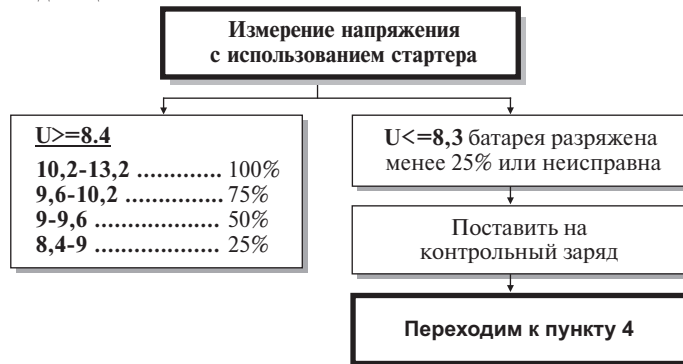 Измерение напряжения
с использованием стартера
U>=8.4
10,2-13,2 ............. 100%
9,6-10,2 ............... 75%
9-9,6 .................... 50%
8,4-9 .................... 25%
U<=8,3 батарея разряжена
менее 25% или неисправна
Поставить на
контрольный заряд
Переходим к пункту 4